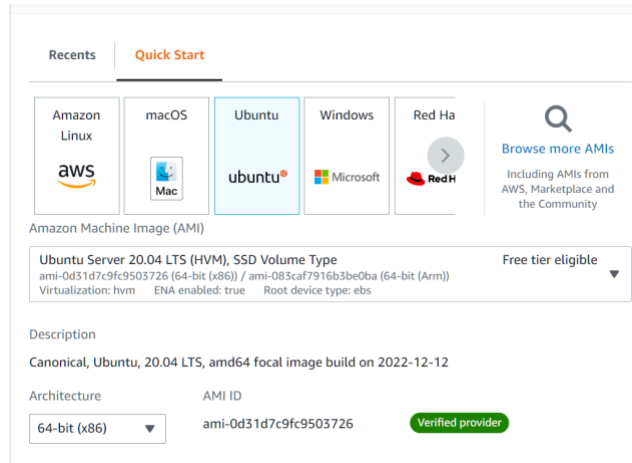 Recents
Quick Start
Amazon
Linux
aws
macOS
Mac
Ubuntu
ubuntu
Windows
Microsoft
Red Ha
Red H
Browse more AMIs
Including AMIs from
AWS, Marketplace and
the Community
Amazon Machine Image (AMI)
Ubuntu Server 20.04 LTS (HVM), SSD Volume Type
Free tier eligible
ami-0d31d7c9fc9503726 (64-bit (x86)) / ami-083caf7916b3be0ba (64-bit (Arm))
Virtualization: hvm ENA enabled: true Root device type: ebs
Description
Canonical, Ubuntu, 20.04 LTS, amd64 focal image build on 2022-12-12
Architecture
AMI ID
64-bit (x86)
ami-0d31d7c9fc9503726
Verified provider